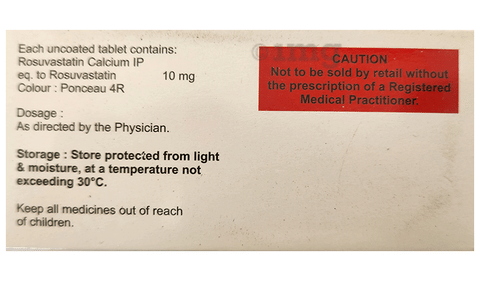 Each uncoated tablet contains:
Rosuvastatin Calcium IP
eq. to Rosuvastatin 10 mg
Colour : Ponceau 4R
Dosage :
As directed by the Physician.
Storage : Store protected from light
& moisture, at a temperature not
exceeding 30°C.
Keep all medicines out of reach
of children.
CAUTION
Not to be sold by retail without
the prescription of a Registered
Medical Practitioner.